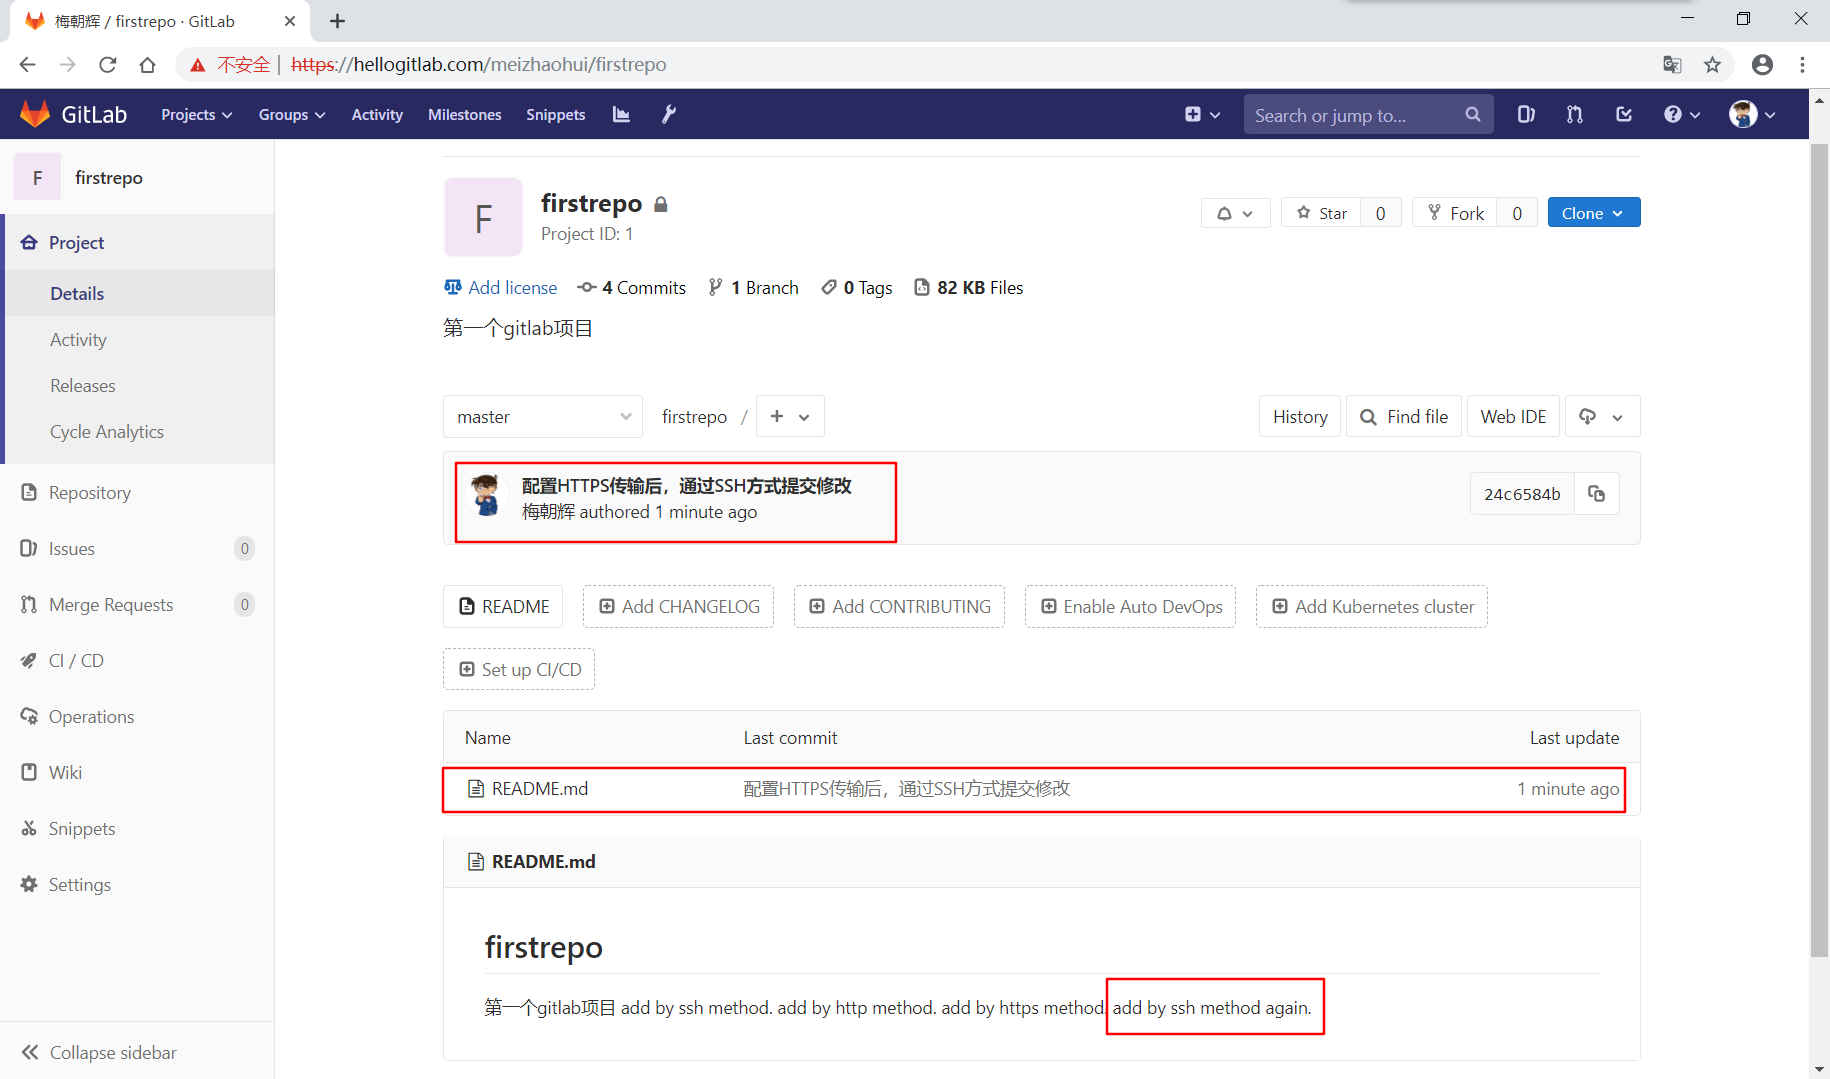 梅朝辉 / firstrepo · GitLab
不安全 | https://hellogitlab.com/meizhaohui/firstrepo
GitLab Projects Groups Activity Milestones Snippets Search or jump to...
F firstrepo
Project
Details
Activity
Releases
Cycle Analytics
Repository
Issues 0
Merge Requests 0
CI / CD
Operations
Wiki
Snippets
Settings
Collapse sidebar
F
firstrepo
Project ID: 1
Star 0 Fork 0 Clone
Add license 4 Commits 1 Branch 0 Tags 82 KB Files
第一个gitlab项目
master firstrepo / + History Find file Web IDE
配置HTTPS传输后，通过SSH方式提交修改
梅朝辉 authored 1 minute ago
24c6584b
README Add CHANGELOG Add CONTRIBUTING Enable Auto DevOps Add Kubernetes cluster
Set up CI/CD
Name Last commit Last update
README.md 配置HTTPS传输后，通过SSH方式提交修改 1 minute ago
README.md
firstrepo
第一个gitlab项目 add by ssh method. add by http method. add by https method. add by ssh method again.